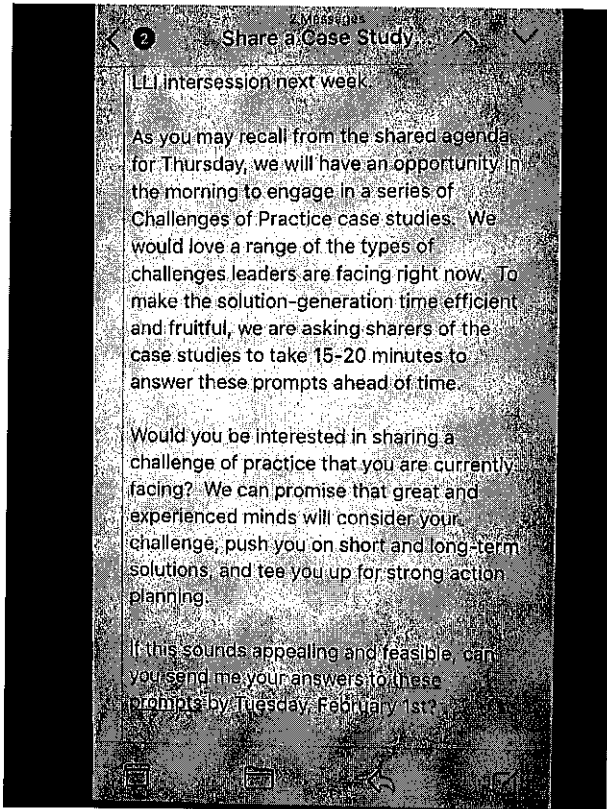 2 Messages
2
Share a Case Study
LLI intersession next week.
As you may recall from the shared agenda
for Thursday, we will have an opportunity in
the morning to engage in a series of
Challenges of Practice case studies.  We
would love a range of the types of
challenges leaders are facing right now.  To
make the solution-generation time efficient
and fruitful, we are asking sharers of the
case studies to take 15-20 minutes to
answer these prompts ahead of time.
Would you be interested in sharing a
challenge of practice that you are currently
facing?  We can promise that great and
experienced minds will consider your
challenge, push you on short and long-term
solutions, and tee you up for strong action
planning.
If this sounds appealing and feasible, can
you send me your answers to these
prompts by Tuesday, February 1st?